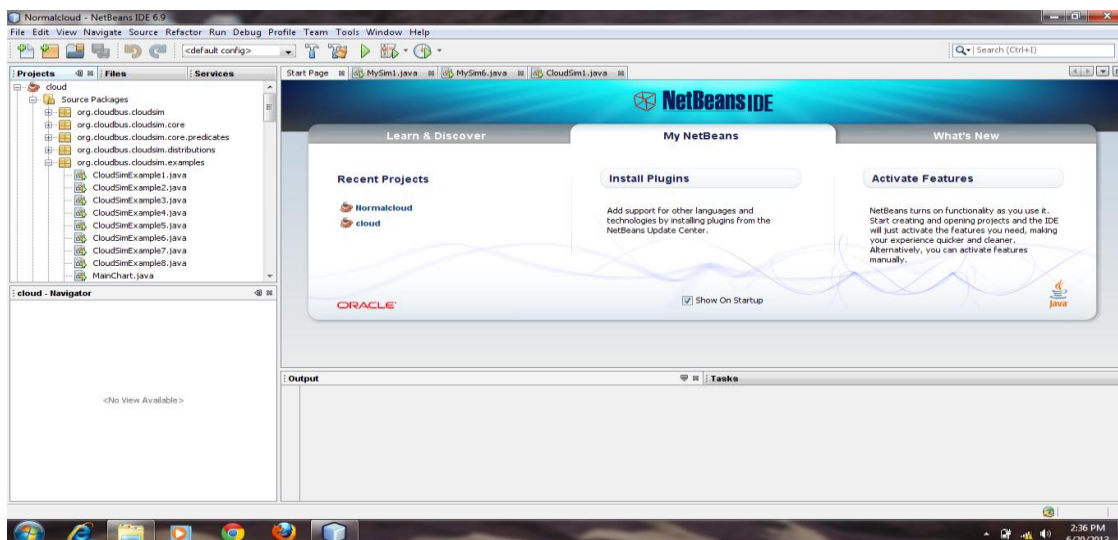 Normalcloud - NetBeans IDE 6.9
File Edit View Navigate Source Refactor Run Debug Profile Team Tools Window Help
<default config>
Search (Ctrl+I)
Projects Files Services
Start Page MySim1.java MySim6.java CloudSim1.java
cloud
Source Packages
org.cloudbus.cloudsim
org.cloudbus.cloudsim.core
org.cloudbus.cloudsim.core.predicates
org.cloudbus.cloudsim.distributions
org.cloudbus.cloudsim.examples
CloudSimExample1.java
CloudSimExample2.java
CloudSimExample3.java
CloudSimExample4.java
CloudSimExample5.java
CloudSimExample6.java
CloudSimExample7.java
CloudSimExample8.java
MainChart.java
cloud - Navigator
<No View Available>
NetBeans IDE
Learn & Discover My NetBeans What's New
Recent Projects
Normalcloud
cloud
Install Plugins
Add support for other languages and
technologies by installing plugins from the
NetBeans Update Center.
Activate Features
NetBeans turns on functionality as you use it.
Start creating and opening projects and the IDE
will just activate the features you need, making
your experience quicker and cleaner.
Alternatively, you can activate features
manually.
ORACLE
Show On Startup
Java
Output Tasks
2:36 PM